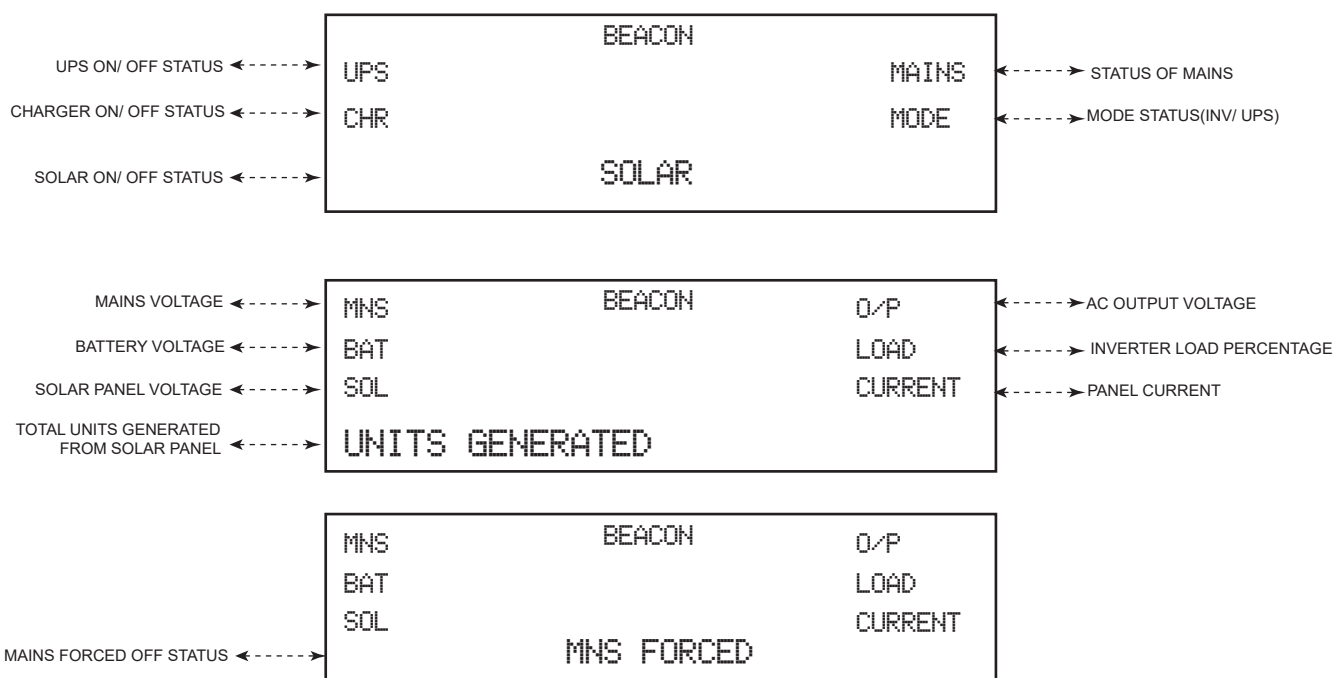 BEACON
UPS ON/ OFF STATUS UPS MAINS STATUS OF MAINS
CHARGER ON/ OFF STATUS CHR MODE MODE STATUS(INV/ UPS)
SOLAR ON/ OFF STATUS SOLAR
MAINS VOLTAGE MNS BEACON O/P AC OUTPUT VOLTAGE
BATTERY VOLTAGE BAT LOAD INVERTER LOAD PERCENTAGE
SOLAR PANEL VOLTAGE SOL CURRENT PANEL CURRENT
TOTAL UNITS GENERATED
FROM SOLAR PANEL UNITS GENERATED
MNS BEACON O/P
BAT LOAD
SOL CURRENT
MAINS FORCED OFF STATUS MNS FORCED